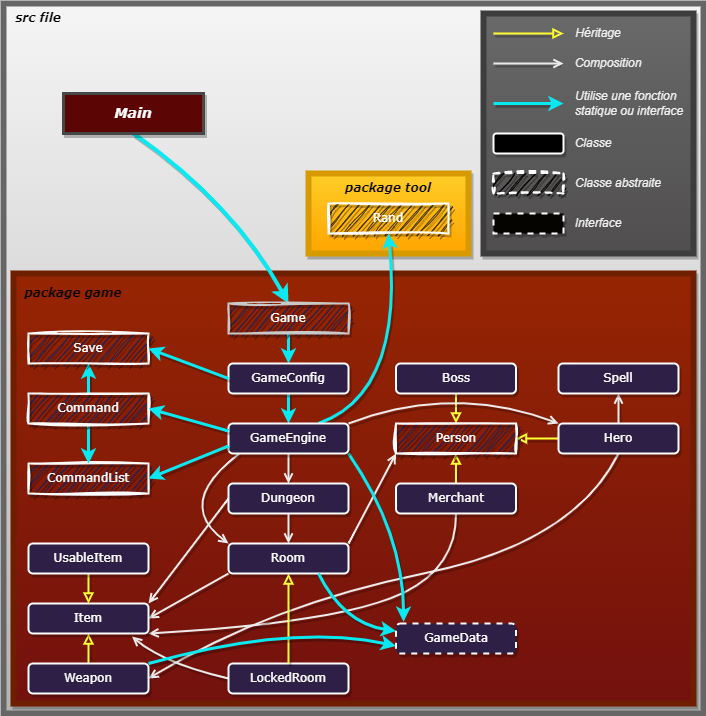 src file
Héritage
Composition
Utilise une fonction
statique ou interface
Classe
Classe abstraite
Interface
Main
package tool
Rand
package game
Game
Save
GameConfig
Boss
Spell
Command
GameEngine
Person
Hero
CommandList
Dungeon
Merchant
UsableItem
Room
Item
GameData
Weapon
LockedRoom